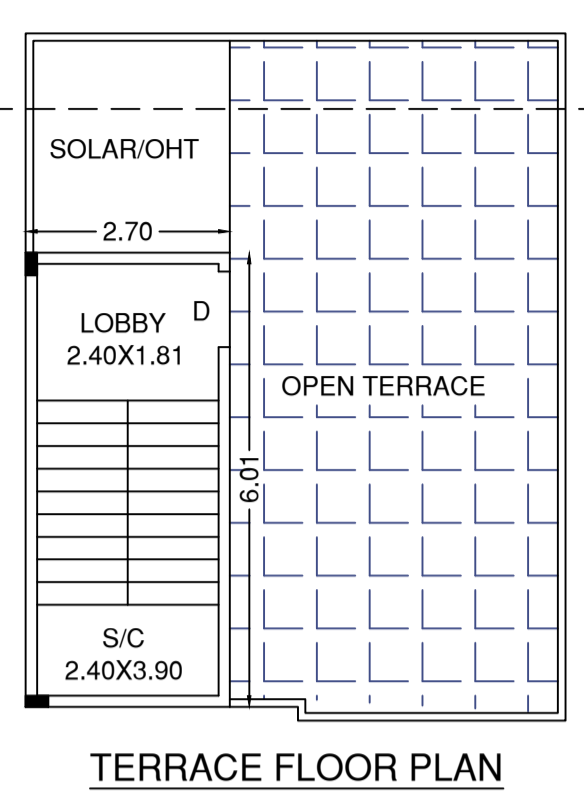 SOLAR/OHT
2.70
LOBBY
2.40X1.81
D
OPEN TERRACE
6.01
S/C
2.40X3.90
TERRACE FLOOR PLAN